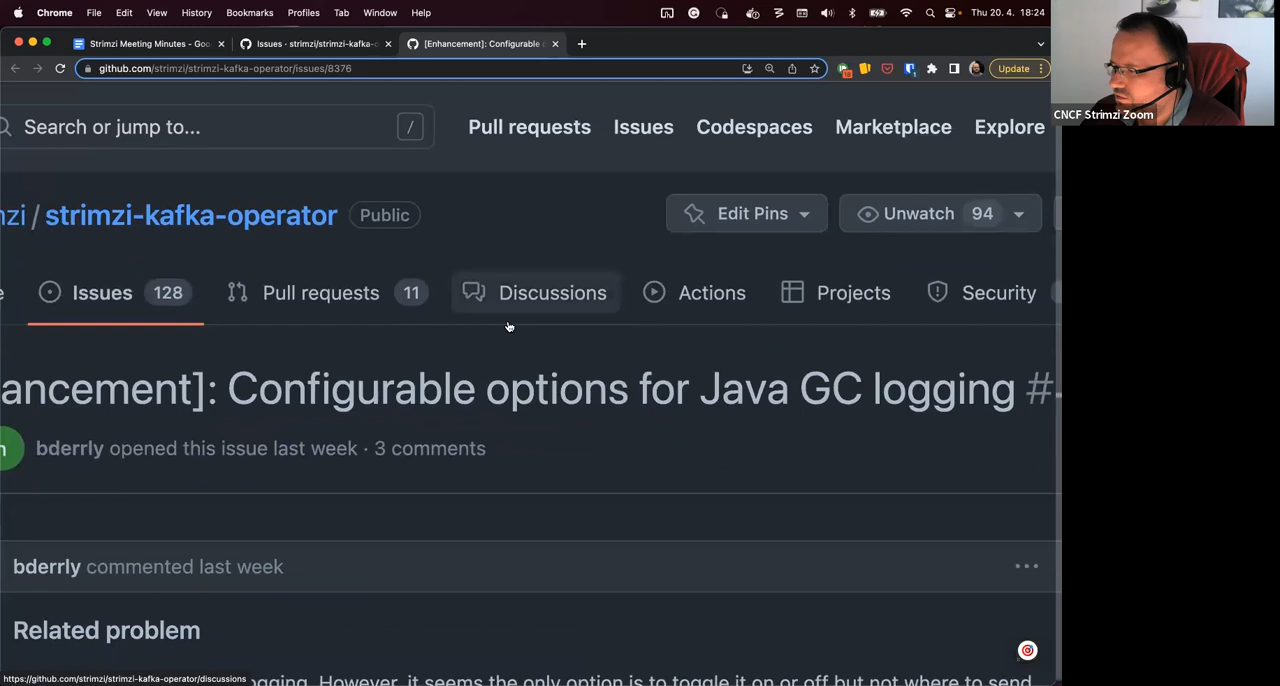 Chrome File Edit View History Bookmarks Profiles Tab Window Help Thu 20. 4. 18:24
Strimzi Meeting Minutes - Goo Issues · strimzi/strimzi-kafka-o [Enhancement]: Configurable o
github.com/strimzi/strimzi-kafka-operator/issues/8376 18 1 Update
CNCF Strimzi Zoom
Search or jump to... / Pull requests Issues Codespaces Marketplace Explore
nzi / strimzi-kafka-operator Public Edit Pins Unwatch 94
e Issues 128 Pull requests 11 Discussions Actions Projects Security
ancement]: Configurable options for Java GC logging #
n bderrly opened this issue last week · 3 comments
bderrly commented last week
Related problem
https://github.com/strimzi/strimzi-kafka-operator/discussions
ogging. However, it seems the only option is to toggle it on or off but not where to send